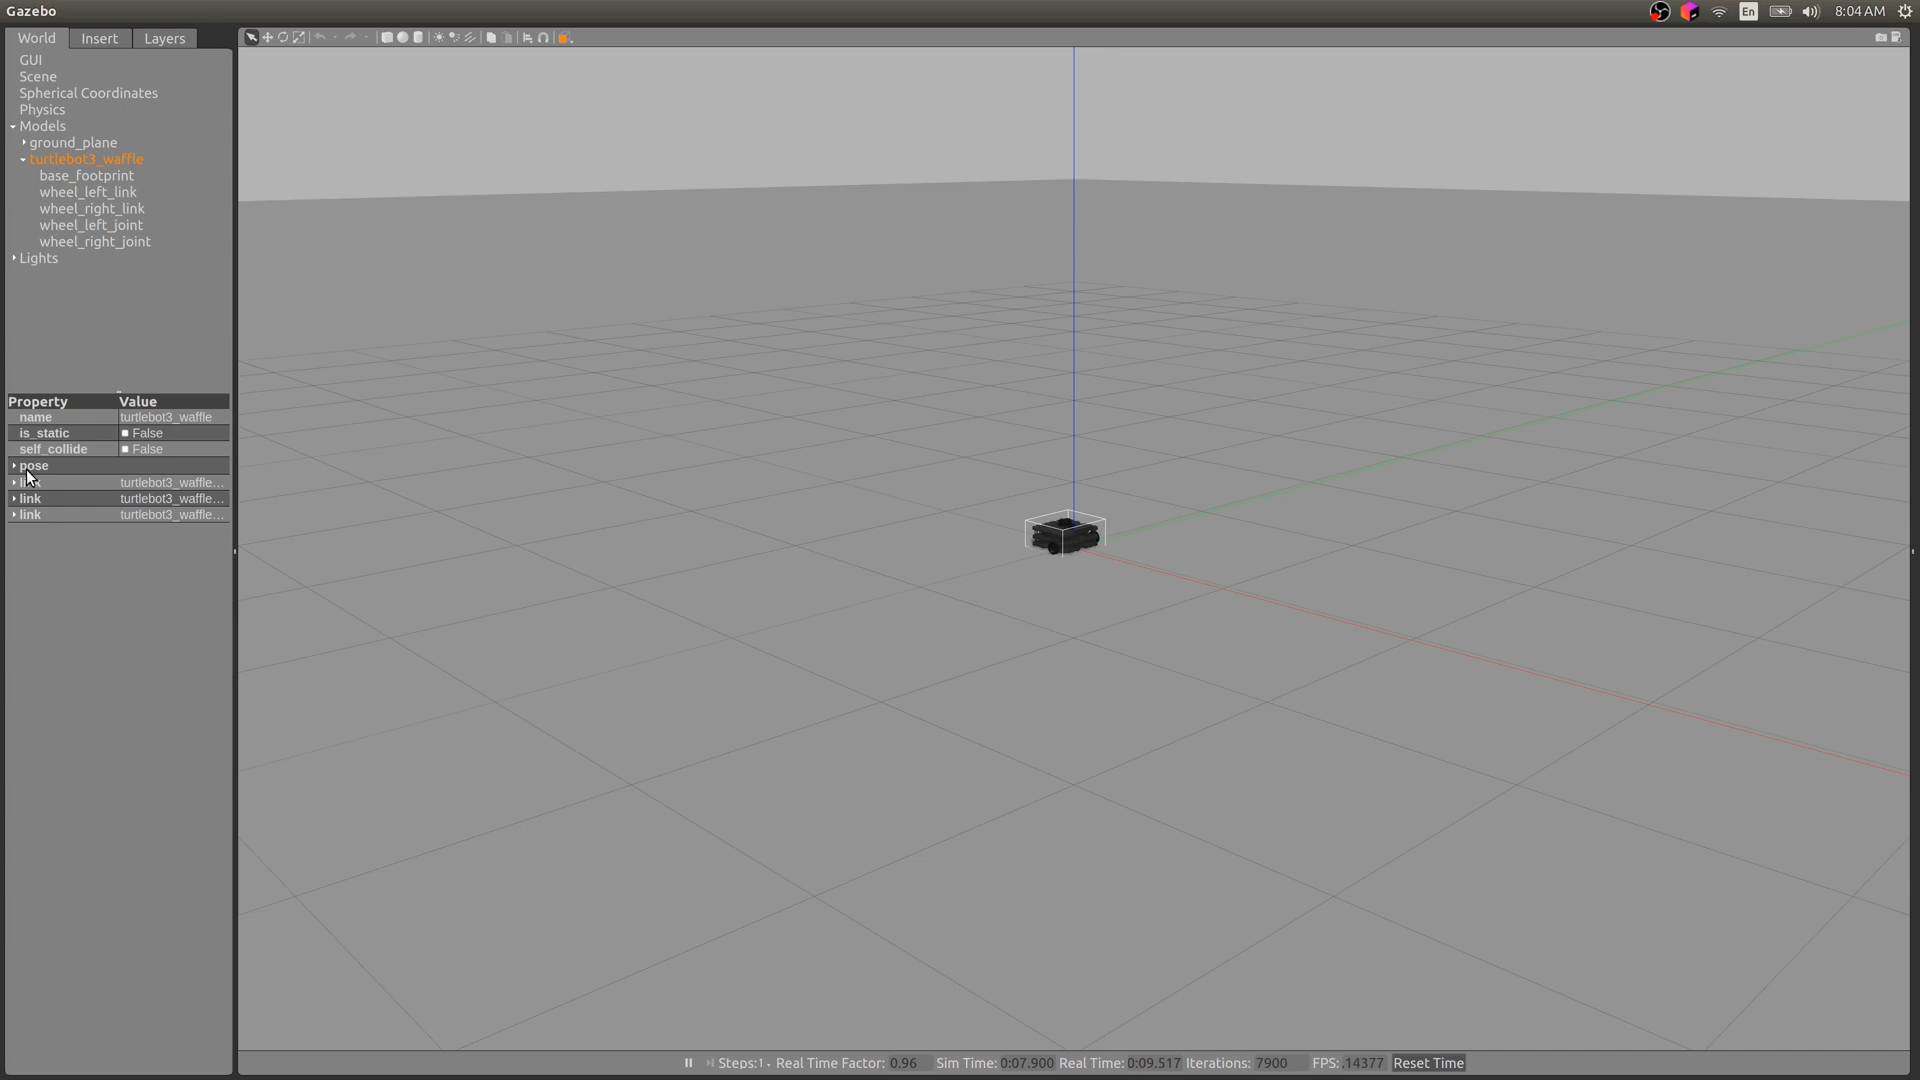 Gazebo
En
8:04 AM
World Insert Layers
GUI
Scene
Spherical Coordinates
Physics
Models
ground_plane
turtlebot3_waffle
base_footprint
wheel_left_link
wheel_right_link
wheel_left_joint
wheel_right_joint
Lights
Property Value
name turtlebot3_waffle
is_static False
self_collide False
pose
link turtlebot3_waffle...
link turtlebot3_waffle...
link turtlebot3_waffle...
Steps: 1 Real Time Factor: 0.96 Sim Time: 0:07.900 Real Time: 0:09.517 Iterations: 7900 FPS: .14377 Reset Time